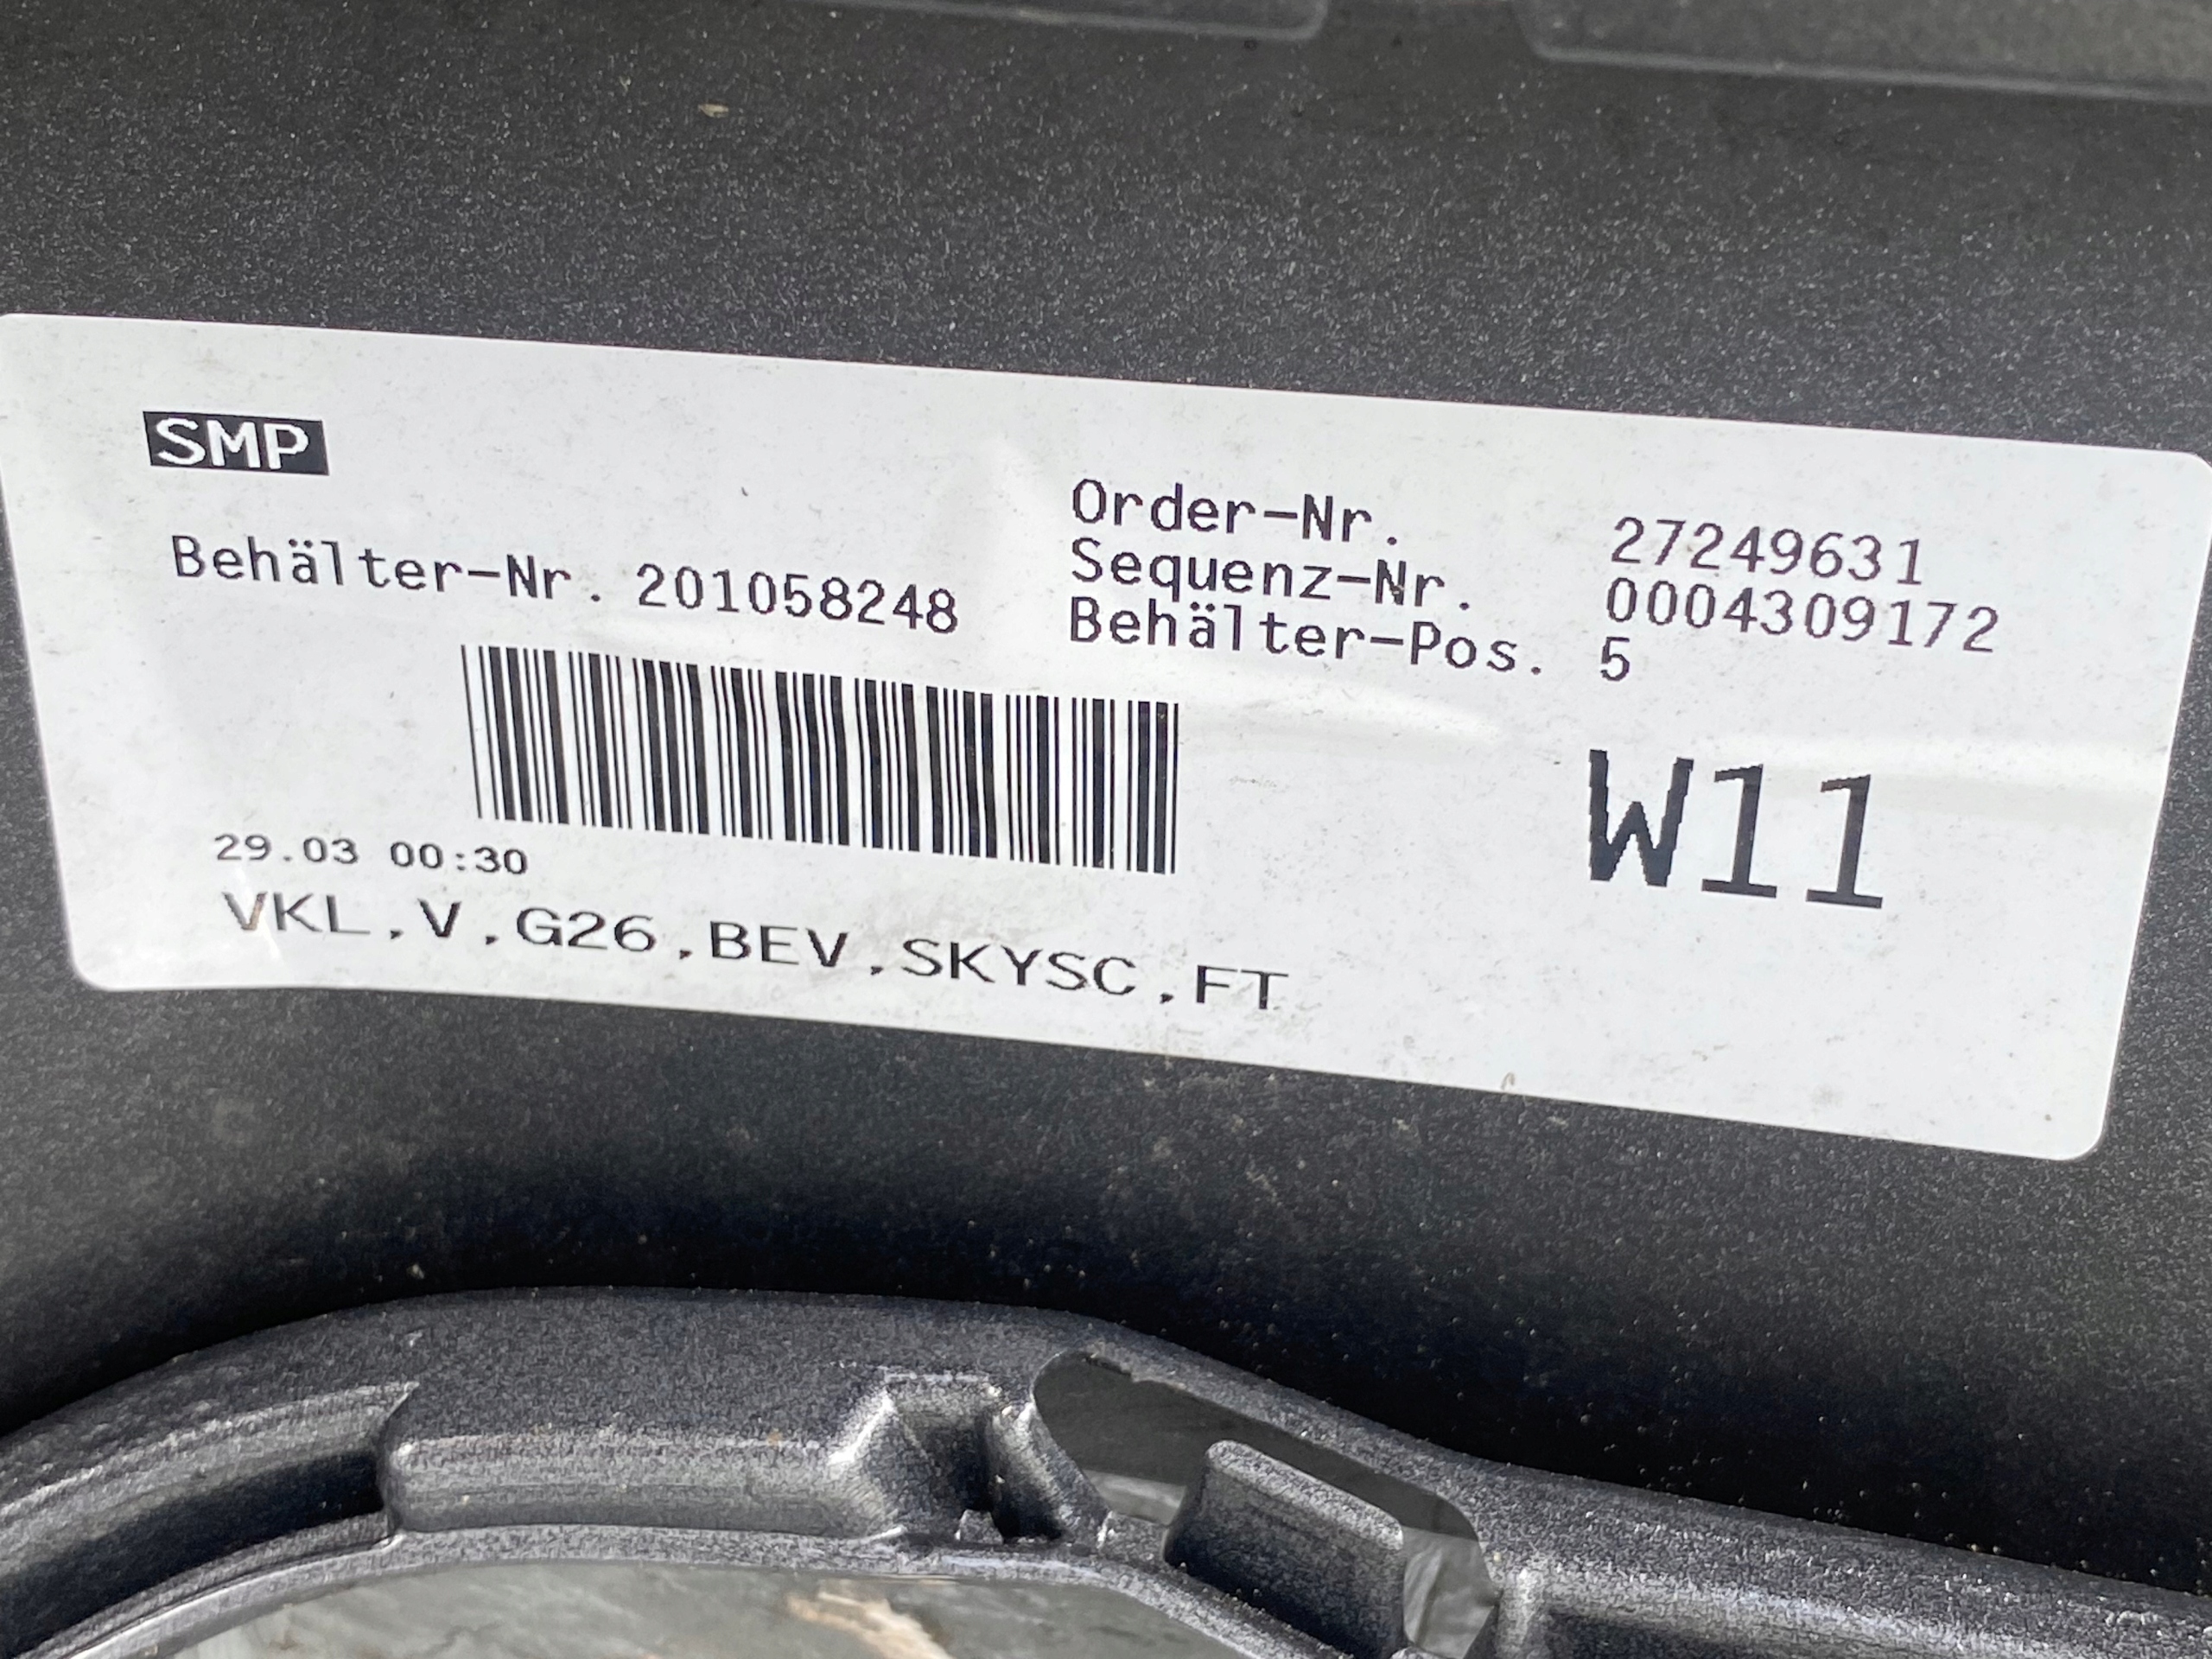 SMP
Behälter-Nr. 201058248
Order-Nr. 27249631
Sequenz-Nr. 0004309172
Behälter-Pos. 5
W11
29.03 00:30
VKL,V,G26,BEV,SKYSC,FT